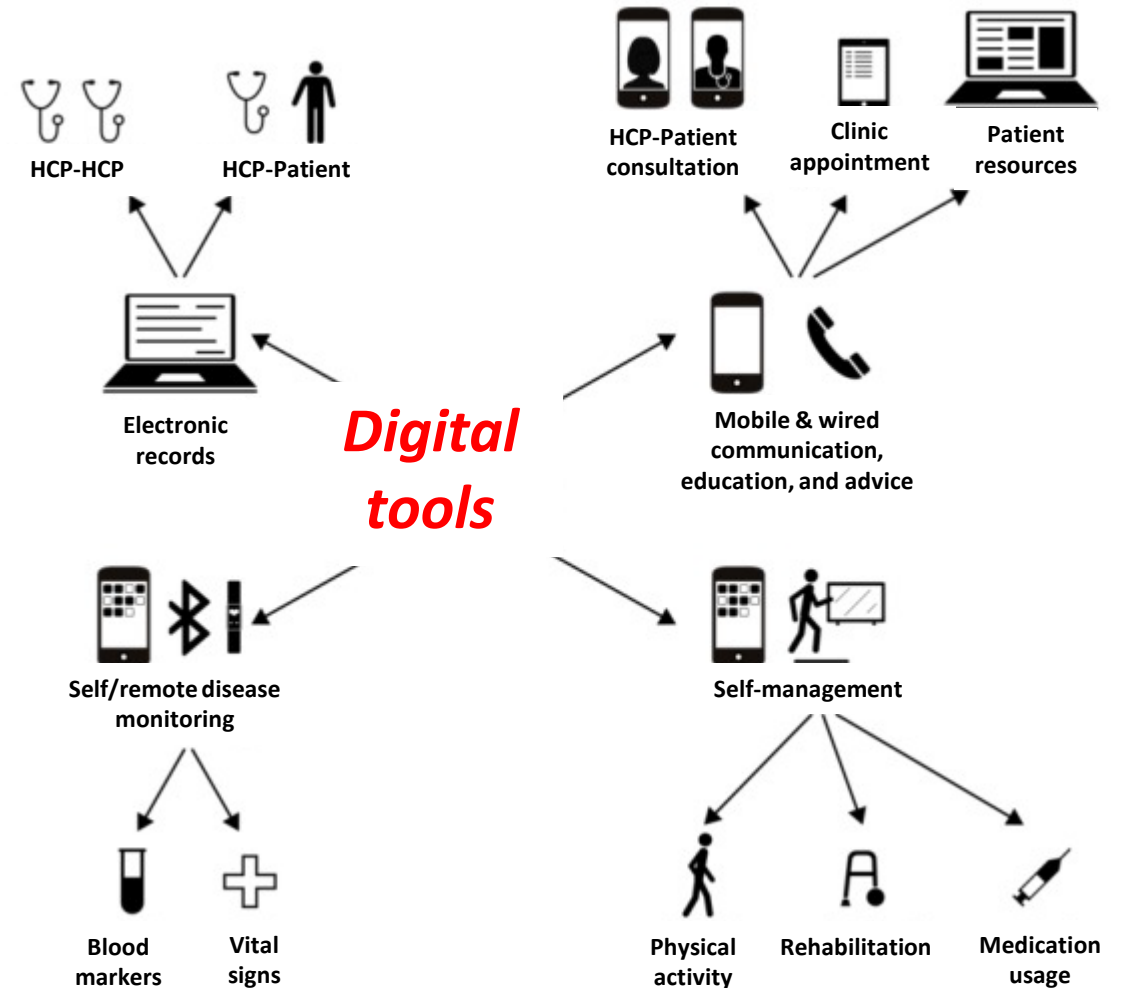 HCP-HCP
HCP-Patient
HCP-Patient
consultation
Clinic
appointment
Patient
resources
Electronic
records
Mobile & wired
communication,
education, and advice
Digital
tools
Self/remote disease
monitoring
Self-management
Blood
markers
Vital
signs
Physical
activity
Rehabilitation
Medication
usage